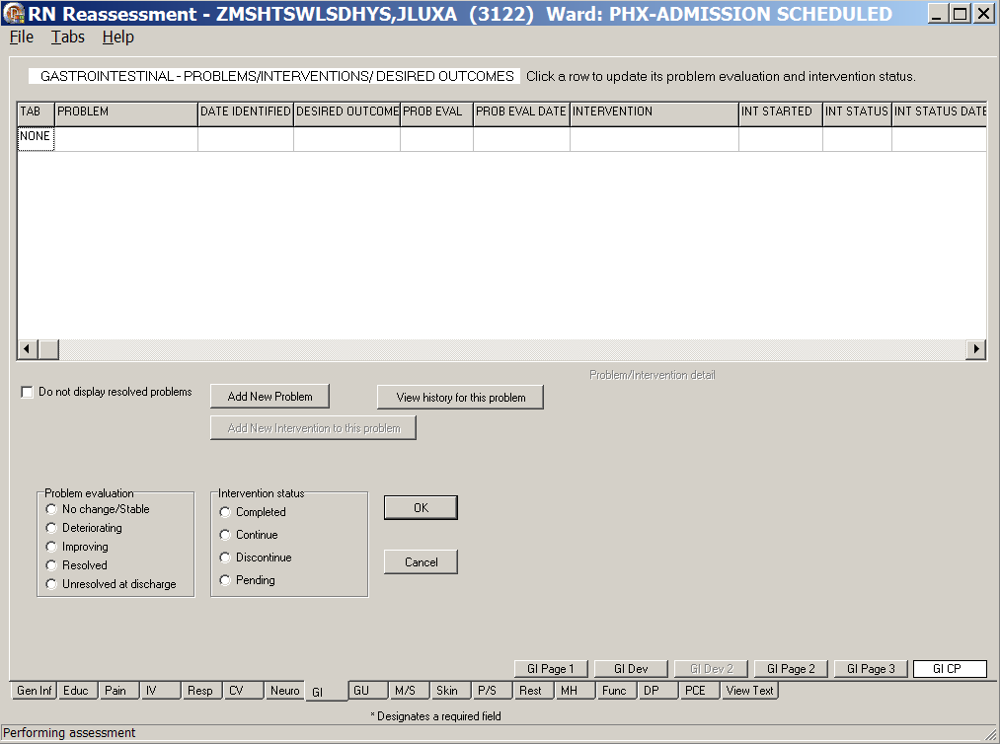 RN Reassessment - ZMSHTSWLSDHYS,JLUXA (3122) Ward: PHX-ADMISSION SCHEDULED
File Tabs Help
GASTROINTESTINAL - PROBLEMS/INTERVENTIONS/ DESIRED OUTCOMES Click a row to update its problem evaluation and intervention status.
TAB PROBLEM DATE IDENTIFIED DESIRED OUTCOME PROB EVAL PROB EVAL DATE INTERVENTION INT STARTED INT STATUS INT STATUS DATE
NONE
Problem/Intervention detail
Do not display resolved problems Add New Problem View history for this problem
Add New Intervention to this problem
Problem evaluation
No change/Stable
Deteriorating
Improving
Resolved
Unresolved at discharge
Intervention status
Completed
Continue
Discontinue
Pending
OK
Cancel
GI Page 1 GI Dev GI Dev 2 GI Page 2 GI Page 3 GI CP
Gen Inf Educ Pain IV Resp CV Neuro GI GU M/S Skin P/S Rest MH Func DP PCE View Text
* Designates a required field
Performing assessment